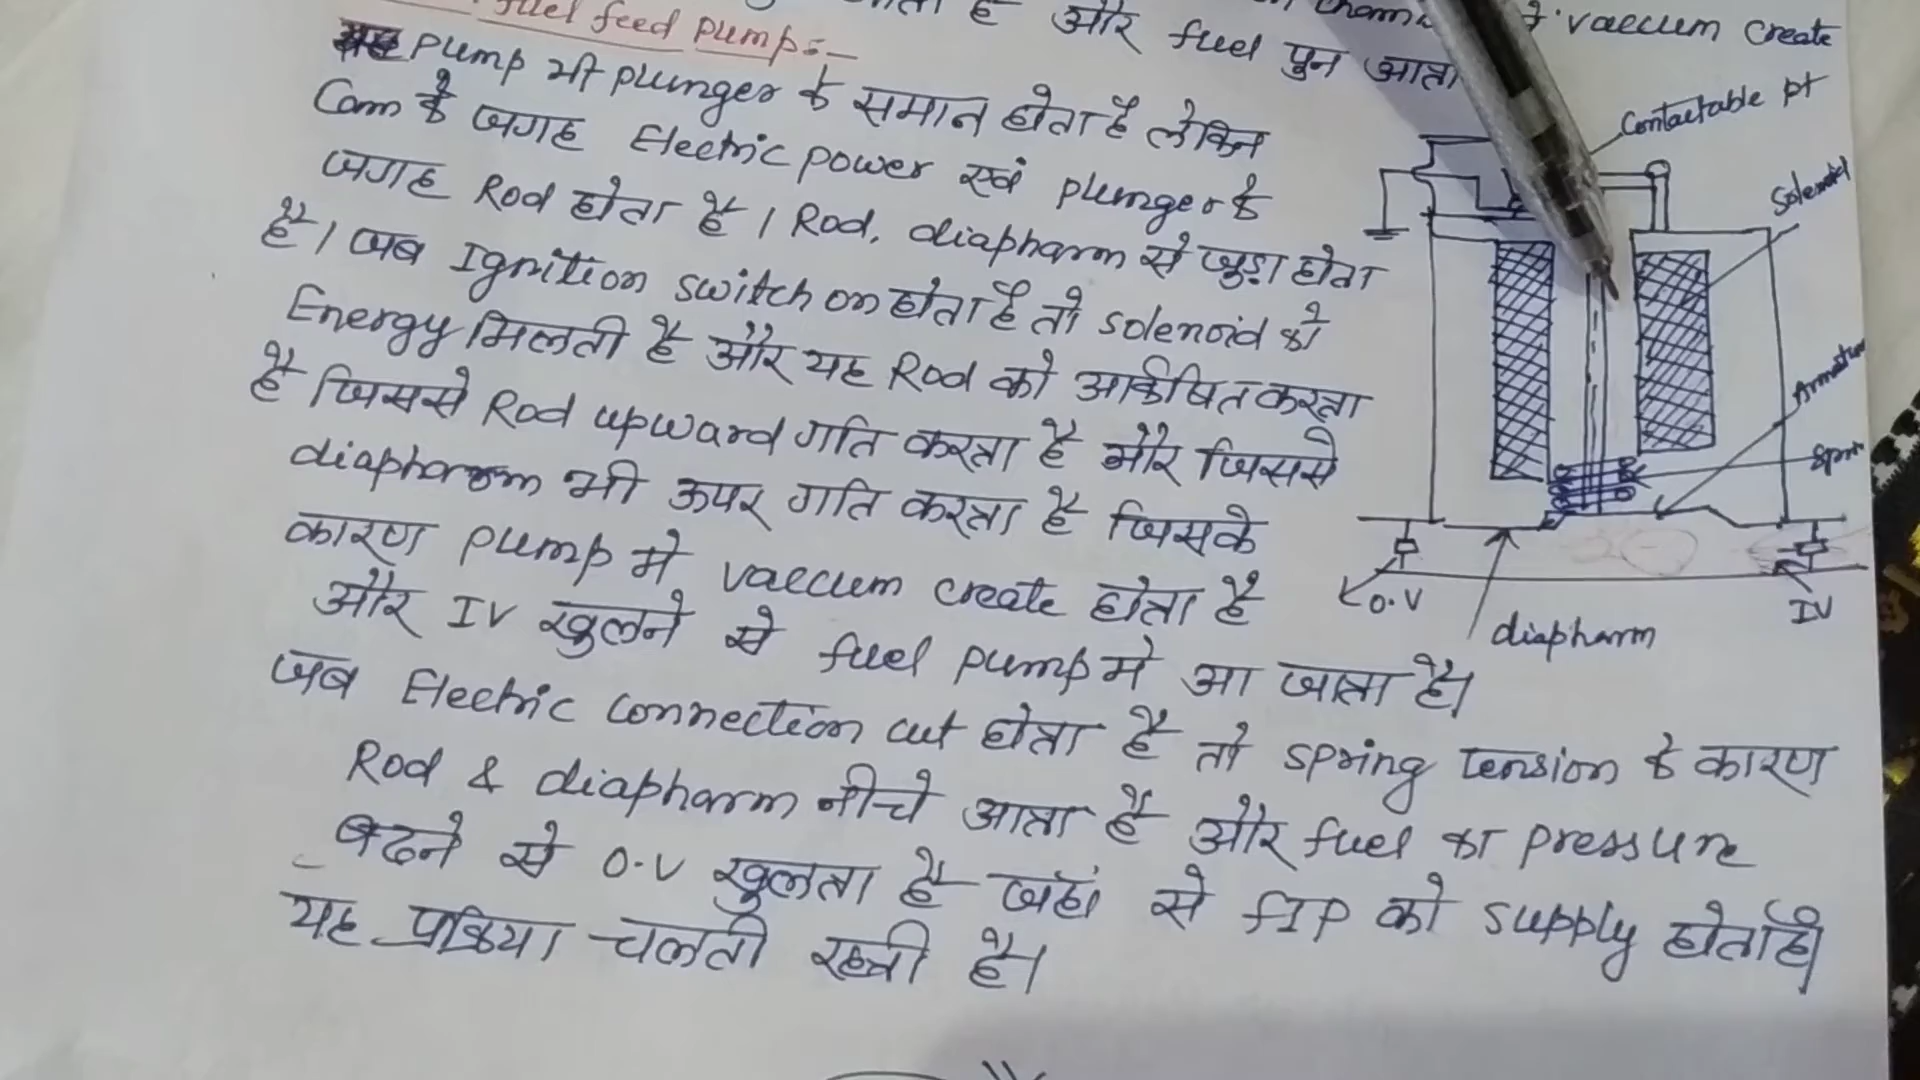 है और fuel पुन आता
vaccum create
fuel feed pump:-
pump भी plunger के समान होता है लेकिन
Cam के जगह Electric power एवं plunger के
जगह Rod होता है। Rod, diapharm से जुड़ा होता
है। जब Ignition switch on होता है तो solenoid को
Energy मिलती है और यह Rod को आर्कषित करता
है जिससे Rod upward गति करता है और जिससे
diapharm भी ऊपर गति करता है जिसके
कारण pump मे vaccum create होता है
और IV खुलने से fuel pump मे आ जाता है।
जब Electric connection cut होता है तो spring tension के कारण
Rod & diapharm नीचे आता है और fuel का pressure
बढने से O.V खुलता है जहां से FIP को supply होता है।
यह प्रक्रिया चलती रहती है।
Contactable pt
Solenoid
O.V
IV
diapharm